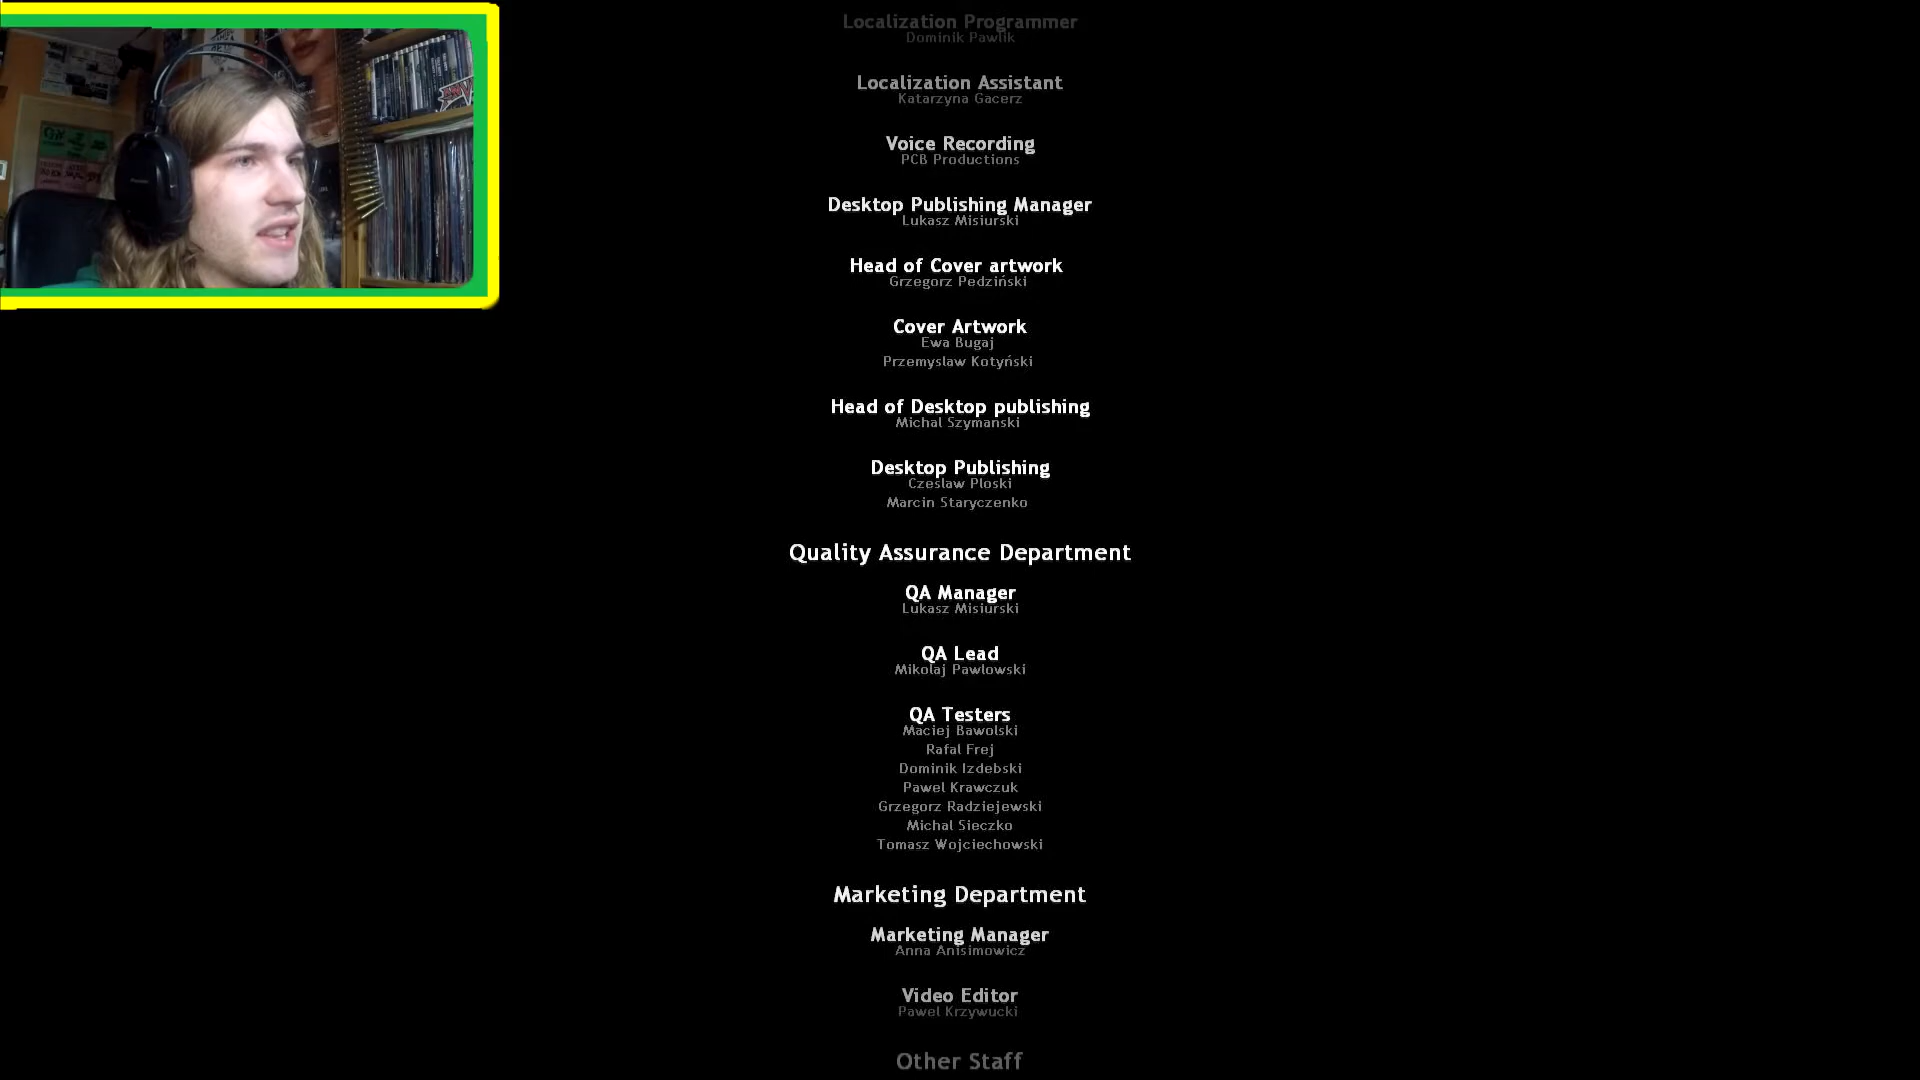 Localization Programmer
Dominik Pawlik
Localization Assistant
Katarzyna Gacerz
Voice Recording
PCB Productions
Desktop Publishing Manager
Lukasz Misiurski
Head of Cover artwork
Grzegorz Pedziński
Cover Artwork
Ewa Bugaj
Przemyslaw Kotyński
Head of Desktop publishing
Michal Szymanski
Desktop Publishing
Czeslaw Ploski
Marcin Staryczenko
Quality Assurance Department
QA Manager
Lukasz Misiurski
QA Lead
Mikolaj Pawlowski
QA Testers
Maciej Bawolski
Rafal Frej
Dominik Izdebski
Pawel Krawczuk
Grzegorz Radziejewski
Michal Sieczko
Tomasz Wojciechowski
Marketing Department
Marketing Manager
Anna Anisimowicz
Video Editor
Pawel Krzywucki
Other Staff